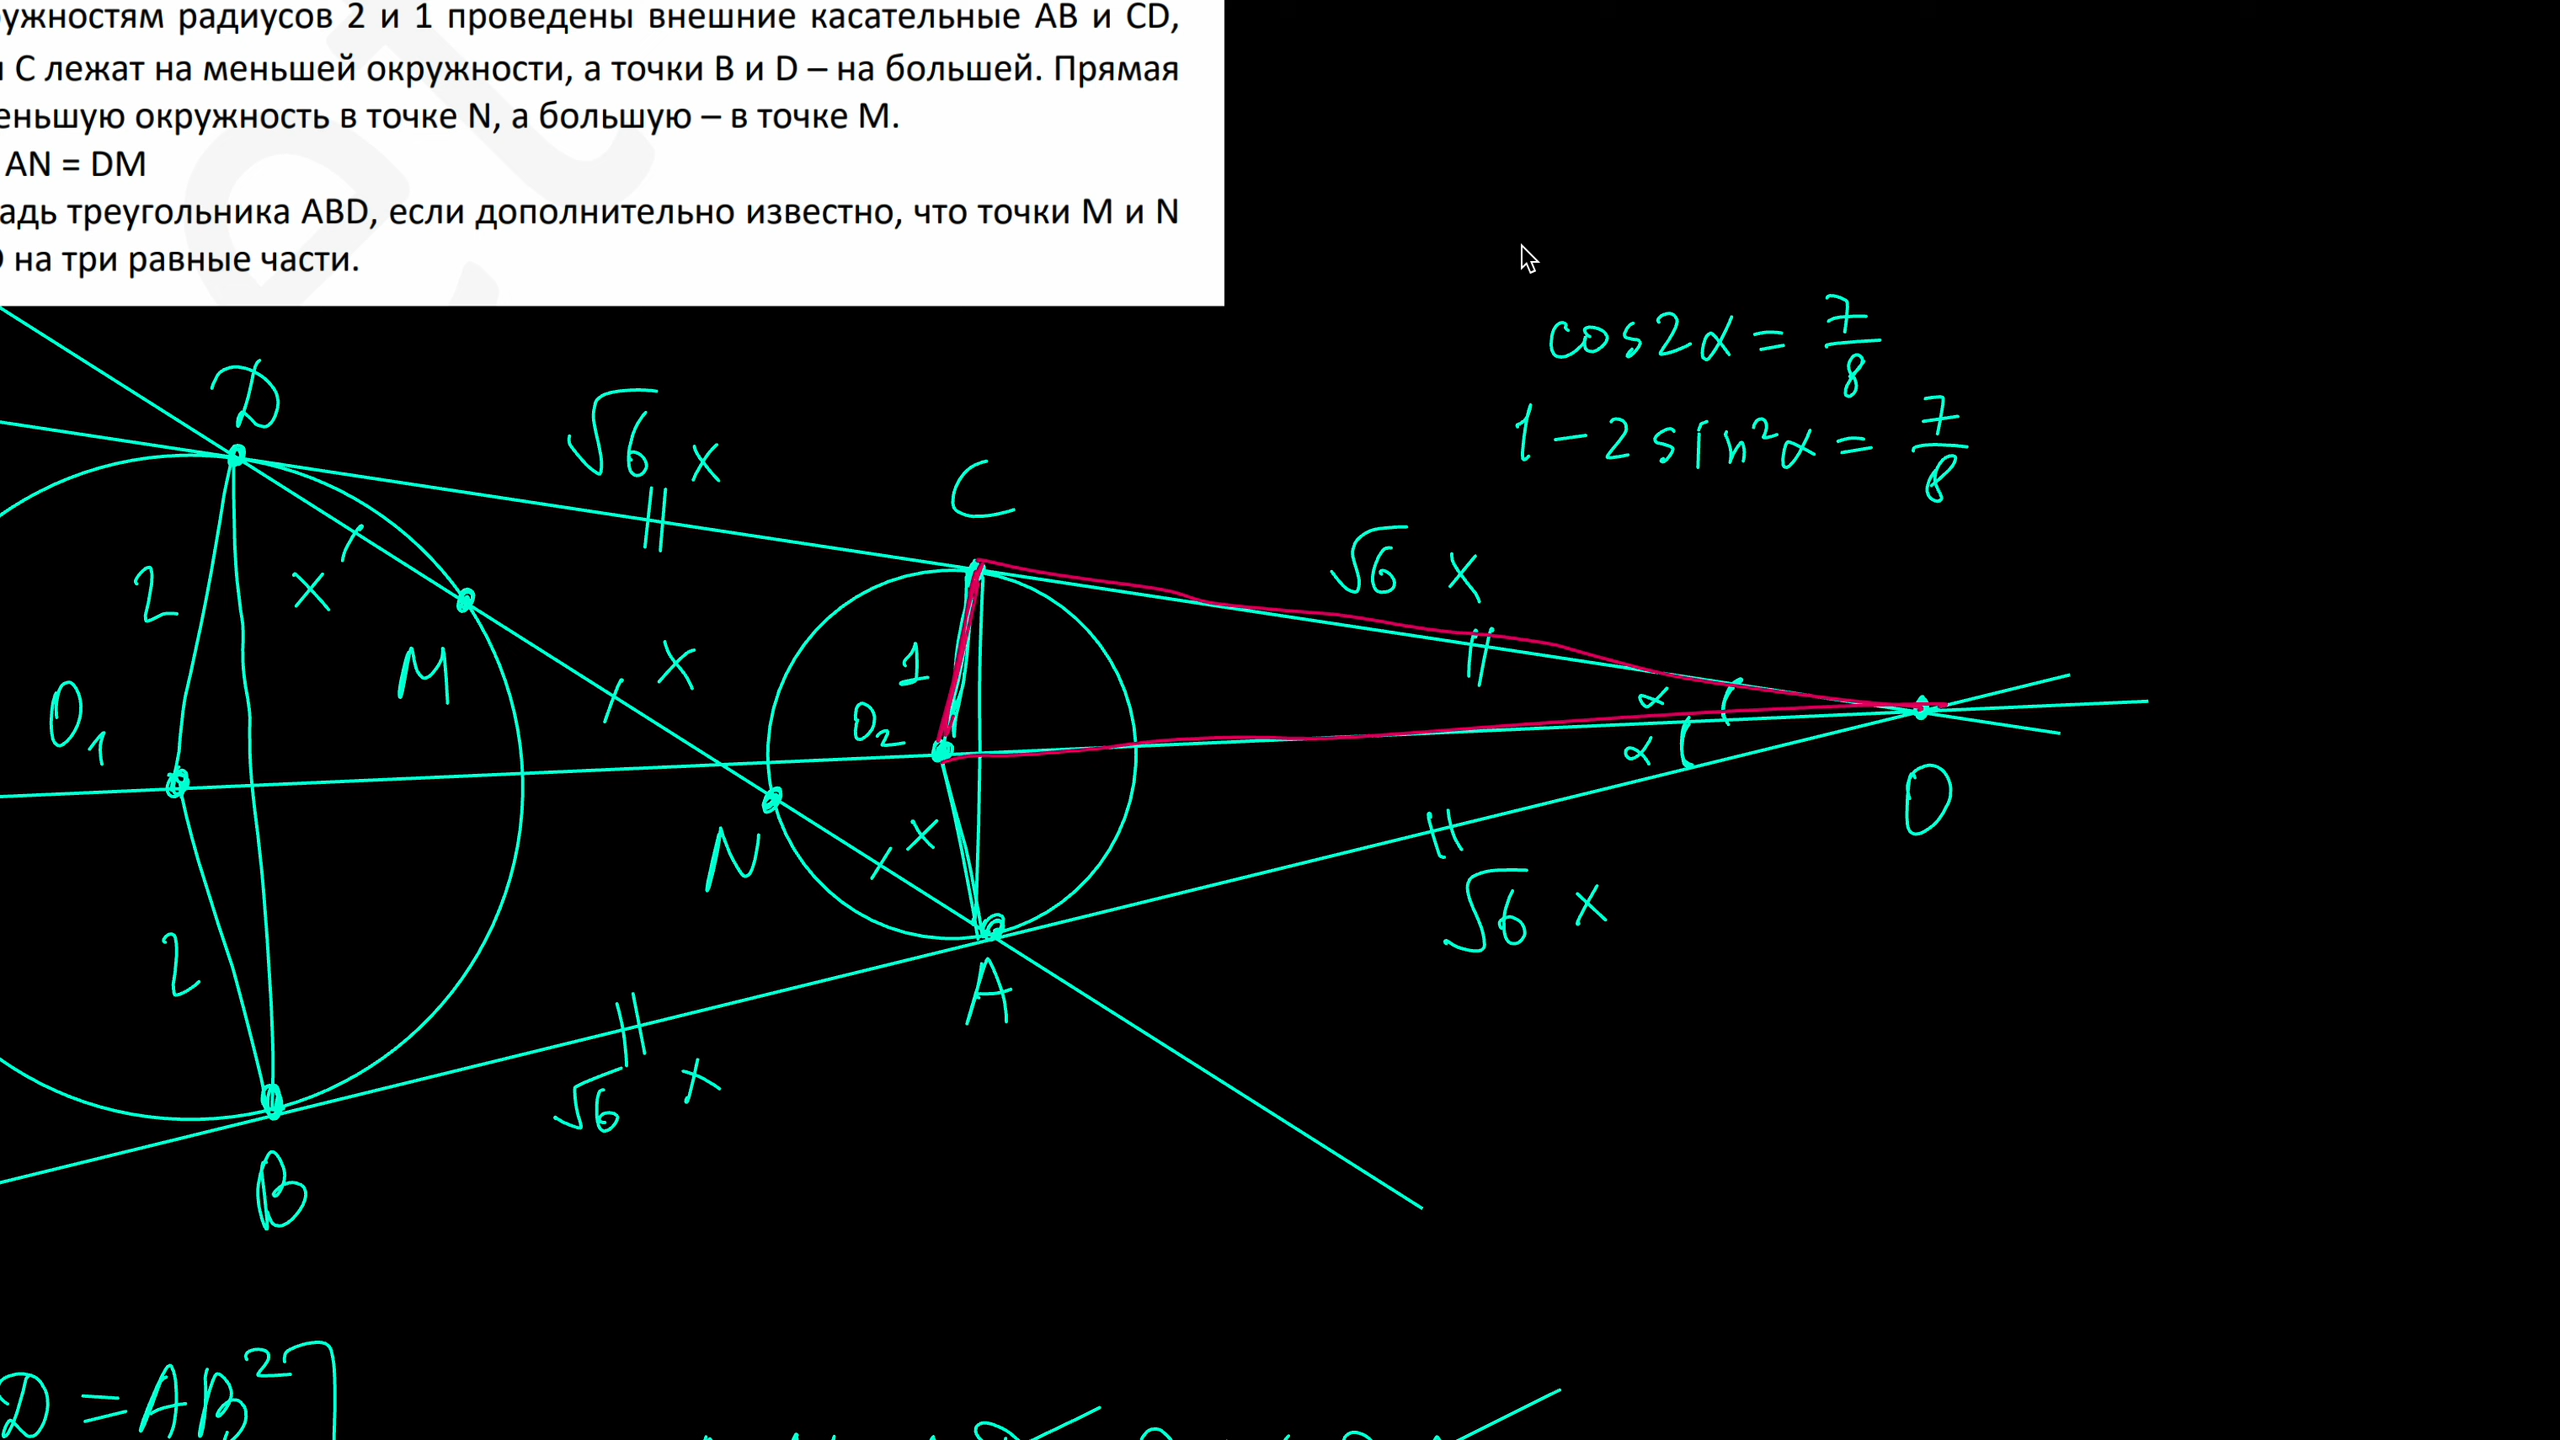 ужностям радиусов 2 и 1 проведены внешние касательные AB и CD,
С лежат на меньшей окружности, а точки B и D – на большей. Прямая
еньшую окружность в точке N, а большую – в точке M.
AN = DM
адь треугольника ABD, если дополнительно известно, что точки M и N
на три равные части.
cos2α = 7/8
1 - 2 sin²α = 7/8
D
√6 x
C
√6 x
2
x
x
M
1
O₁
O₂
α
α
O
N
x
√6 x
2
A
√6 x
B
D = AB²